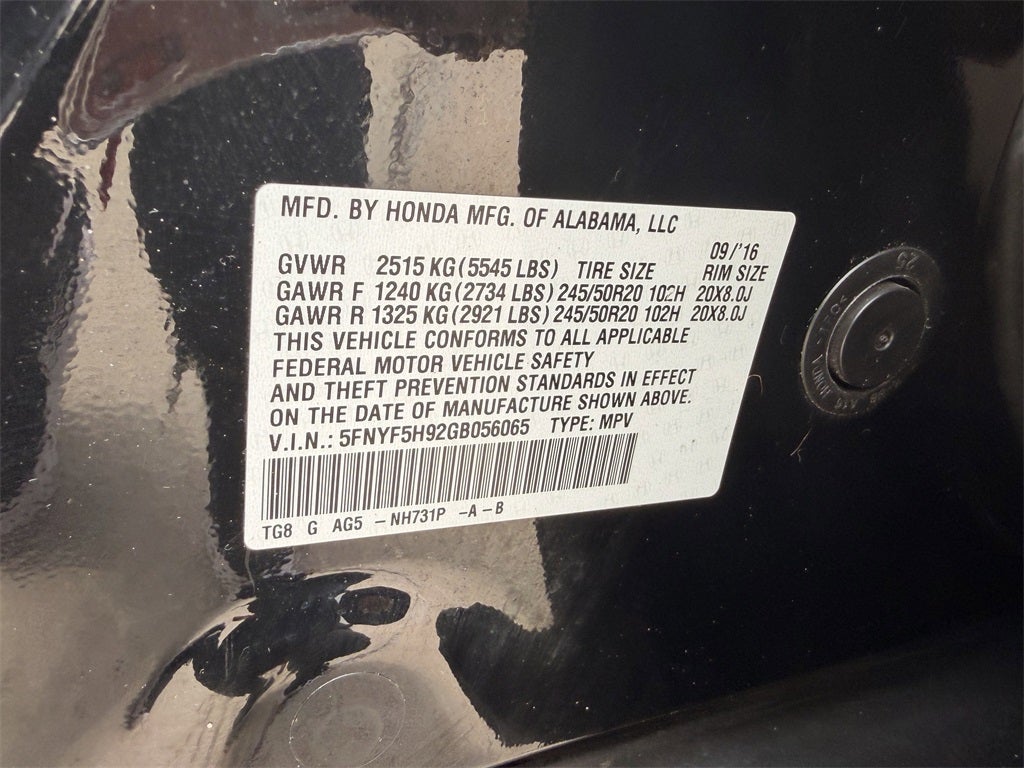 MFD. BY HONDA MFG. OF ALABAMA, LLC
09/'16
GVWR 2515 KG (5545 LBS) TIRE SIZE RIM SIZE
GAWR F 1240 KG (2734 LBS) 245/50R20 102H 20X8.0J
GAWR R 1325 KG (2921 LBS) 245/50R20 102H 20X8.0J
THIS VEHICLE CONFORMS TO ALL APPLICABLE
FEDERAL MOTOR VEHICLE SAFETY
AND THEFT PREVENTION STANDARDS IN EFFECT
ON THE DATE OF MANUFACTURE SHOWN ABOVE.
V.I.N.: 5FNYF5H92GB056065 TYPE: MPV
TG8 G AG5 – NH731P –A – B